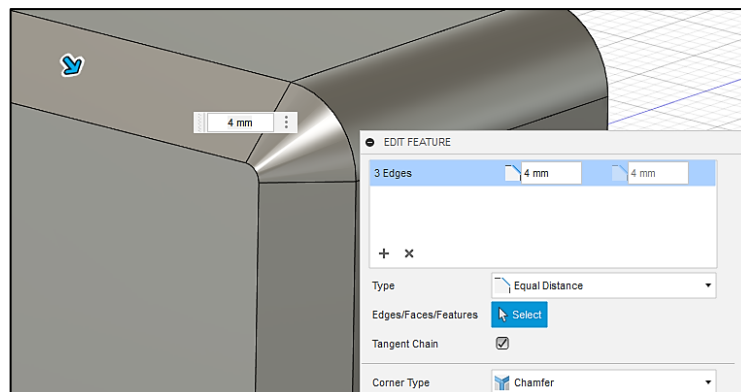 4 mm
EDIT FEATURE
3 Edges 4 mm 4 mm
Type Equal Distance
Edges/Faces/Features Select
Tangent Chain
Corner Type Chamfer